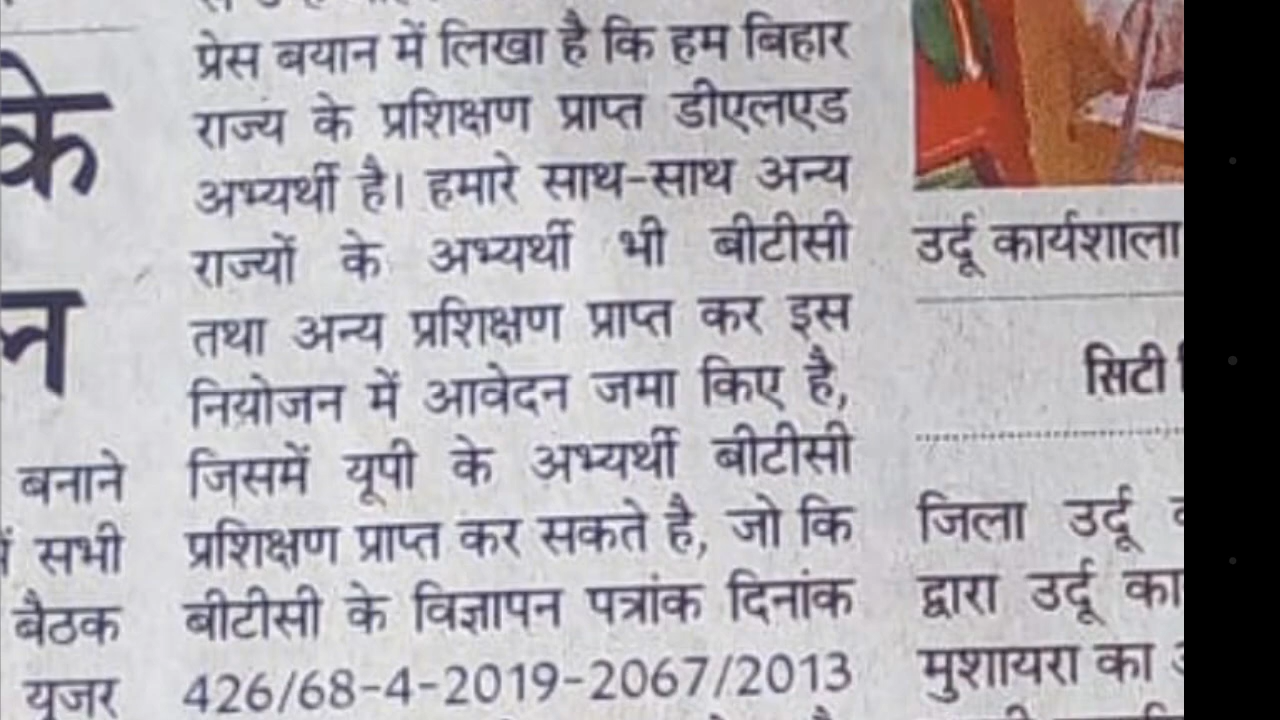 के
ल
बनाने
सभी
बैठक
यूजर
प्रेस बयान में लिखा है कि हम बिहार
राज्य के प्रशिक्षण प्राप्त डीएलएड
अभ्यर्थी है। हमारे साथ-साथ अन्य
राज्यों के अभ्यर्थी भी बीटीसी
तथा अन्य प्रशिक्षण प्राप्त कर इस
नियोजन में आवेदन जमा किए है,
जिसमें यूपी के अभ्यर्थी बीटीसी
प्रशिक्षण प्राप्त कर सकते है, जो कि
बीटीसी के विज्ञापन पत्रांक दिनांक
426/68-4-2019-2067/2013
उर्दू कार्यशाला
सिटी
जिला उर्दू
द्वारा उर्दू का
मुशायरा का